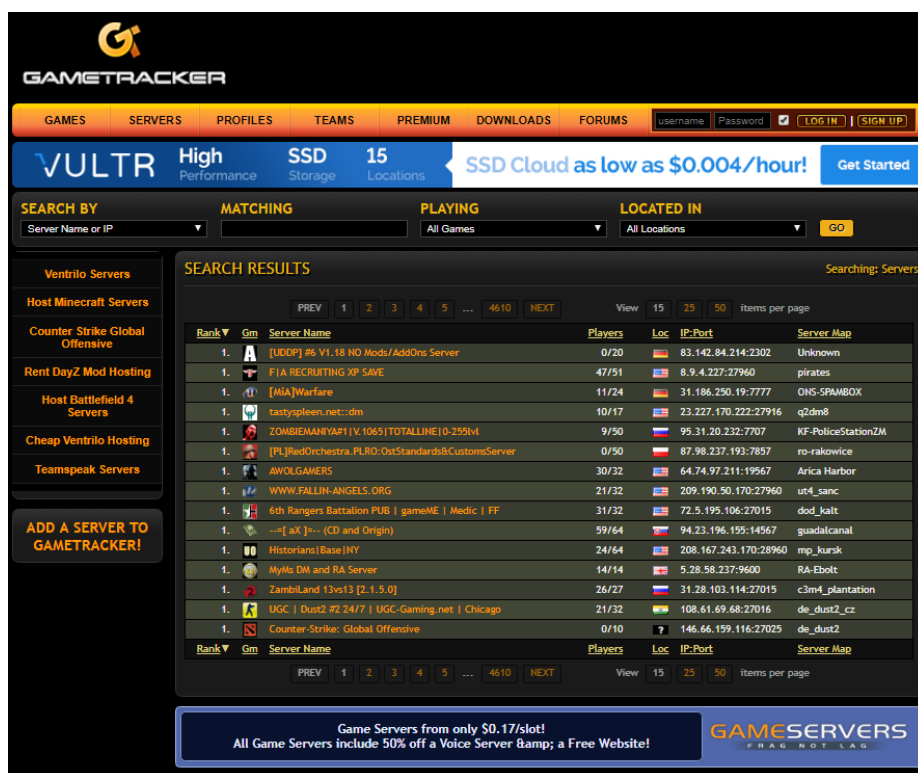 GAMETRACKER
GAMES SERVERS PROFILES TEAMS PREMIUM DOWNLOADS FORUMS username Password LOG IN | SIGN UP
VULTR High Performance SSD Storage 15 Locations SSD Cloud as low as $0.004/hour! Get Started
SEARCH BY MATCHING PLAYING LOCATED IN
Server Name or IP All Games All Locations GO
Ventrilo Servers
Host Minecraft Servers
Counter Strike Global
Offensive
Rent DayZ Mod Hosting
Host Battlefield 4
Servers
Cheap Ventrilo Hosting
Teamspeak Servers
ADD A SERVER TO
GAMETRACKER!
SEARCH RESULTS Searching: Servers
PREV 1 2 3 4 5 ... 4610 NEXT View 15 25 50 items per page
Rank▼ Gm Server Name Players Loc IP:Port Server Map
1. [UDDP] #6 V1.18 NO Mods/AddOns Server 0/20 83.142.84.214:2302 Unknown
1. F|A RECRUITING XP SAVE 47/51 8.9.4.227:27960 pirates
1. [MiA]Warfare 11/24 31.186.250.19:7777 ONS-SPAMBOX
1. tastyspleen.net::dm 10/17 23.227.170.222:27916 q2dm8
1. ZOMBIEMANIYA#1|V.1065|TOTALLINE|0-255lvl 9/50 95.31.20.232:7707 KF-PoliceStationZM
1. [PL]RedOrchestra.PLRO:OstStandards&CustomsServer 0/50 87.98.237.193:7857 ro-rakowice
1. AWOLGAMERS 30/32 64.74.97.211:19567 Arica Harbor
1. WWW.FALLIN-ANGELS.ORG 21/32 209.190.50.170:27960 ut4_sanc
1. 6th Rangers Battalion PUB | gameME | Medic | FF 31/32 72.5.195.106:27015 dod_kalt
1. --=[ aX ]=-- (CD and Origin) 59/64 94.23.196.155:14567 guadalcanal
1. Historians|Base|NY 24/64 208.167.243.170:28960 mp_kursk
1. MyMs DM and RA Server 14/14 5.28.58.237:9600 RA-Ebolt
1. ZambiLand 13vs13 [2.1.5.0] 26/27 31.28.103.114:27015 c3m4_plantation
1. UGC | Dust2 #2 24/7 | UGC-Gaming.net | Chicago 21/32 108.61.69.68:27016 de_dust2_cz
1. Counter-Strike: Global Offensive 0/10 ? 146.66.159.116:27025 de_dust2
Rank▼ Gm Server Name Players Loc IP:Port Server Map
PREV 1 2 3 4 5 ... 4610 NEXT View 15 25 50 items per page
Game Servers from only $0.17/slot!
All Game Servers include 50% off a Voice Server &amp; a Free Website!
GAMESERVERS
FRAG NOT LAG